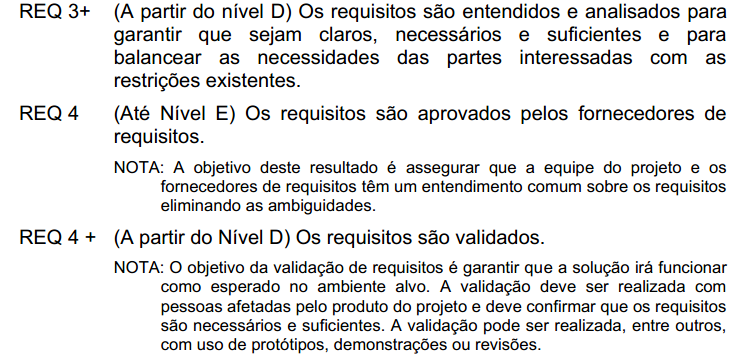 REQ 3+ (A partir do nível D) Os requisitos são entendidos e analisados para
garantir que sejam claros, necessários e suficientes e para
balancear as necessidades das partes interessadas com as
restrições existentes.
REQ 4 (Até Nível E) Os requisitos são aprovados pelos fornecedores de
requisitos.
NOTA: A objetivo deste resultado é assegurar que a equipe do projeto e os
fornecedores de requisitos têm um entendimento comum sobre os requisitos
eliminando as ambiguidades.
REQ 4 + (A partir do Nível D) Os requisitos são validados.
NOTA: O objetivo da validação de requisitos é garantir que a solução irá funcionar
como esperado no ambiente alvo. A validação deve ser realizada com
pessoas afetadas pelo produto do projeto e deve confirmar que os requisitos
são necessários e suficientes. A validação pode ser realizada, entre outros,
com uso de protótipos, demonstrações ou revisões.